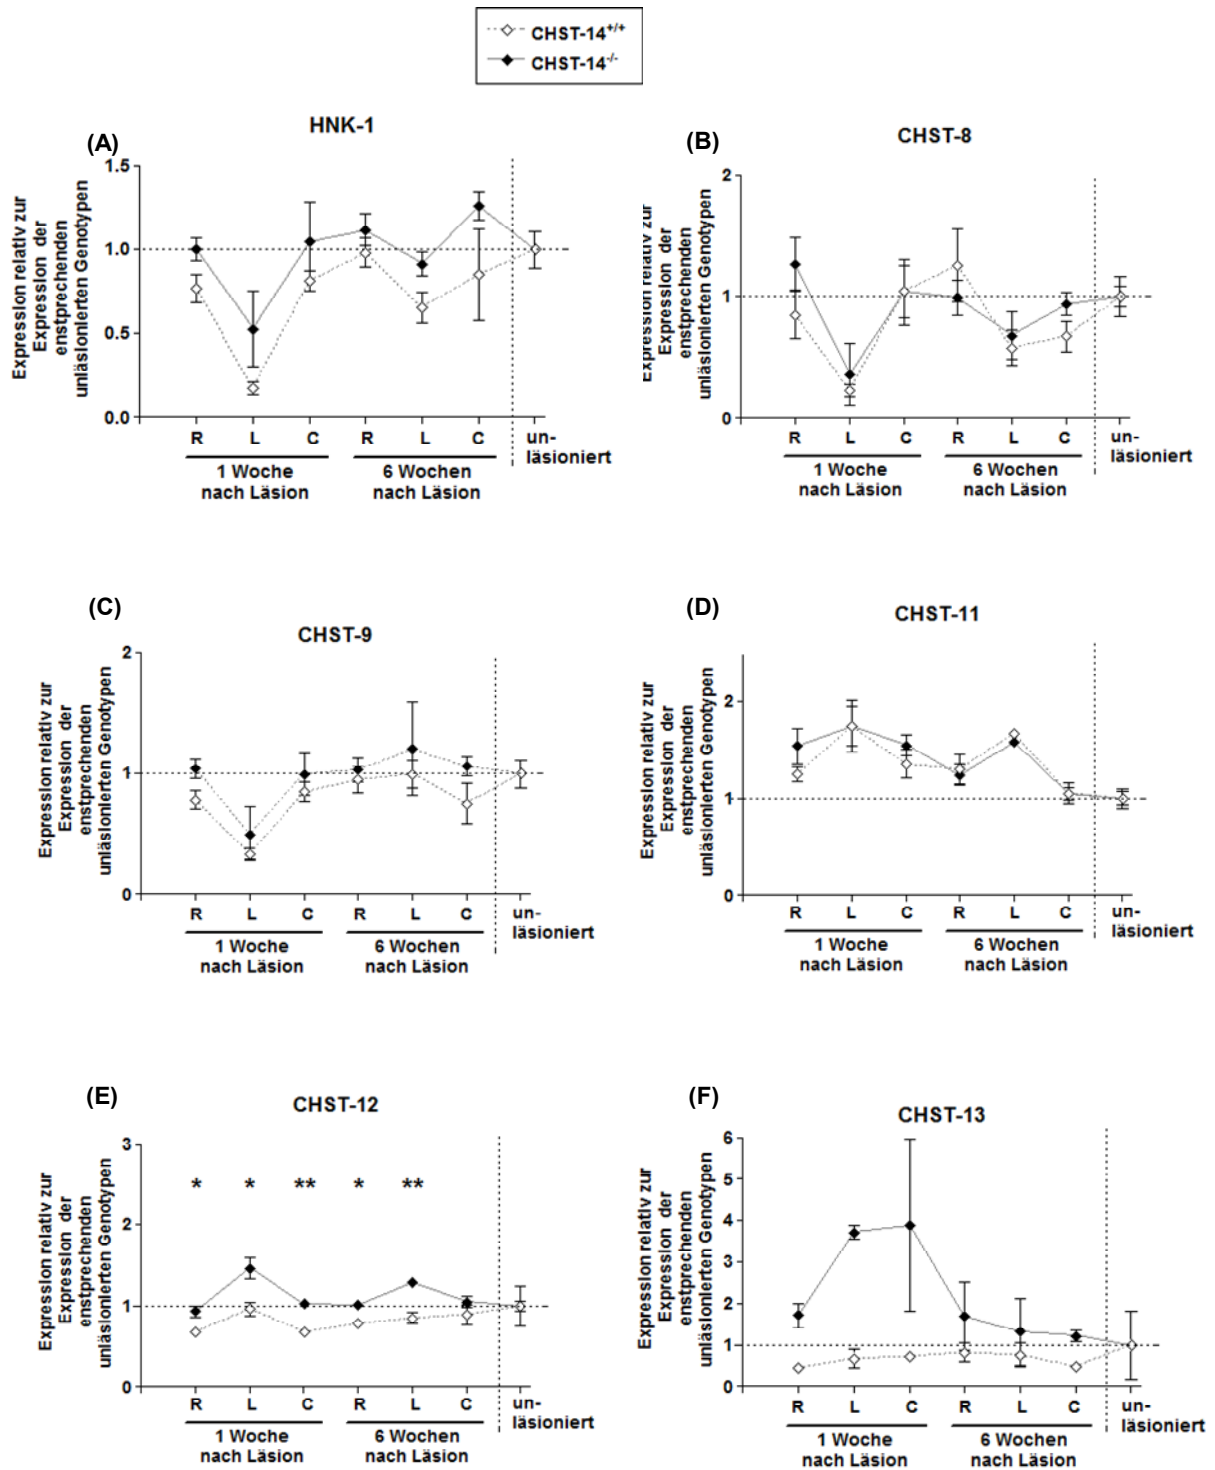 CHST-14+/+
CHST-14-/-
(A)
HNK-1
Expression relativ zur
Expression der
enstprechenden
unläsionierten Genotypen
1.5
1.0
0.5
0.0
R L C R L C
un-
läsioniert
1 Woche
nach Läsion
6 Wochen
nach Läsion
(B)
CHST-8
Expression relativ zur
Expression der
enstprechenden
unläsionierten Genotypen
2
1
0
R L C R L C
un-
läsioniert
1 Woche
nach Läsion
6 Wochen
nach Läsion
(C)
CHST-9
Expression relativ zur
Expression der
enstprechenden
unläsionierten Genotypen
2
1
0
R L C R L C
un-
läsioniert
1 Woche
nach Läsion
6 Wochen
nach Läsion
(D)
CHST-11
Expression relativ zur
Expression der
enstprechenden
unläsionierten Genotypen
2
1
0
R L C R L C
un-
läsioniert
1 Woche
nach Läsion
6 Wochen
nach Läsion
(E)
CHST-12
Expression relativ zur
Expression der
enstprechenden
unläsionierten Genotypen
3
2
1
0
* * ** * **
R L C R L C
un-
läsioniert
1 Woche
nach Läsion
6 Wochen
nach Läsion
(F)
CHST-13
Expression relativ zur
Expression der
enstprechenden
unläsionierten Genotypen
6
5
4
3
2
1
0
R L C R L C
un-
läsioniert
1 Woche
nach Läsion
6 Wochen
nach Läsion